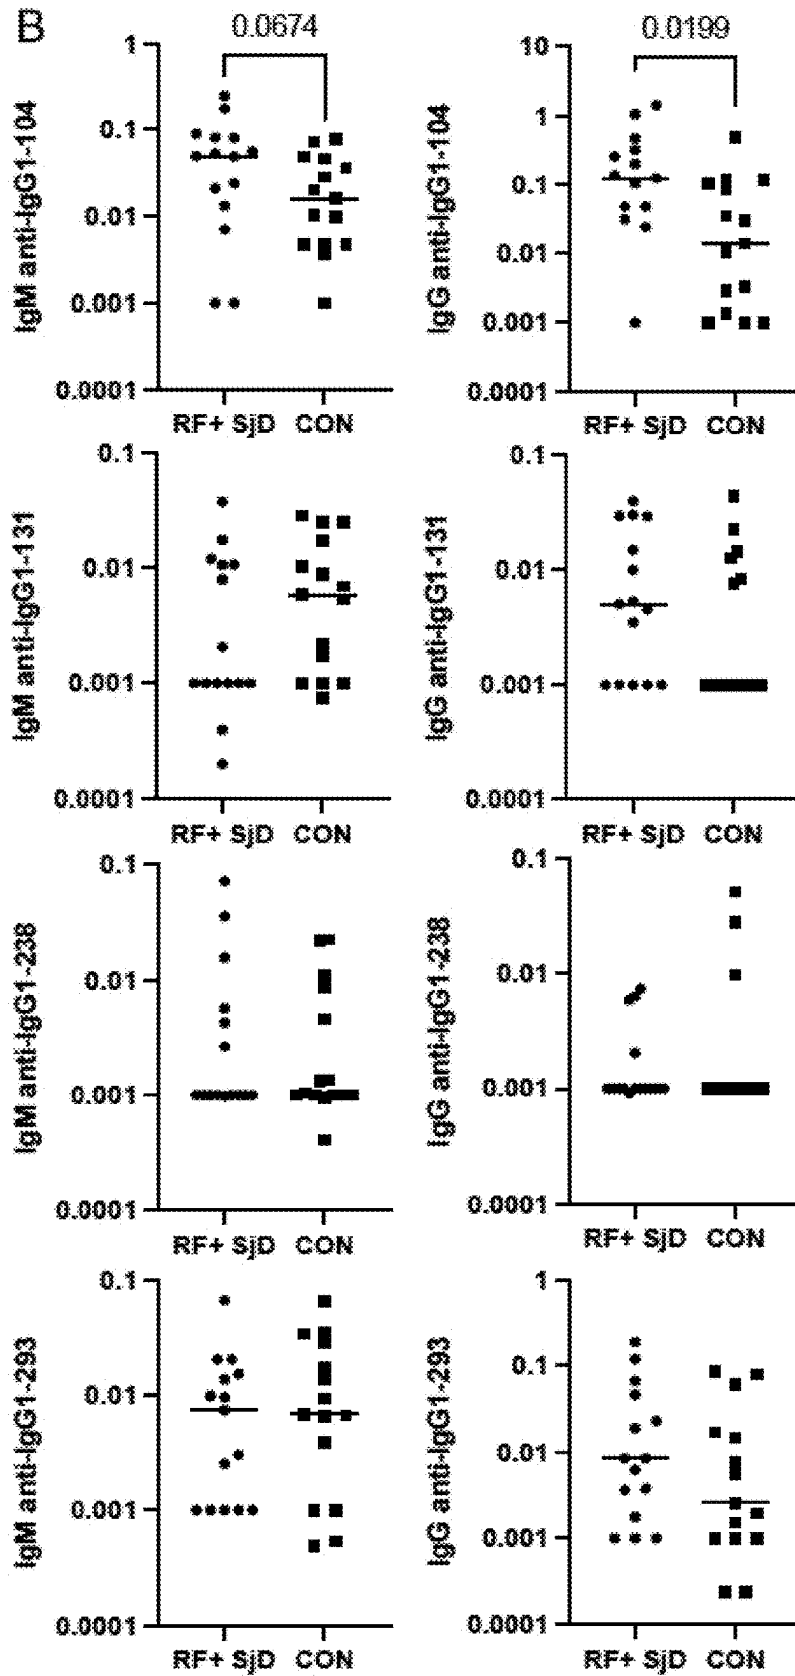 B
0.0674
1
0.1
0.01
0.001
0.0001
IgM anti-IgG1-104
RF+ SjD CON
0.0199
10
1
0.1
0.01
0.001
0.0001
IgG anti-IgG1-104
RF+ SjD CON
0.1
0.01
0.001
0.0001
IgM anti-IgG1-131
RF+ SjD CON
0.1
0.01
0.001
0.0001
IgG anti-IgG1-131
RF+ SjD CON
0.1
0.01
0.001
0.0001
IgM anti-IgG1-238
RF+ SjD CON
0.1
0.01
0.001
0.0001
IgG anti-IgG1-238
RF+ SjD CON
0.1
0.01
0.001
0.0001
IgM anti-IgG1-293
RF+ SjD CON
1
0.1
0.01
0.001
0.0001
IgG anti-IgG1-293
RF+ SjD CON